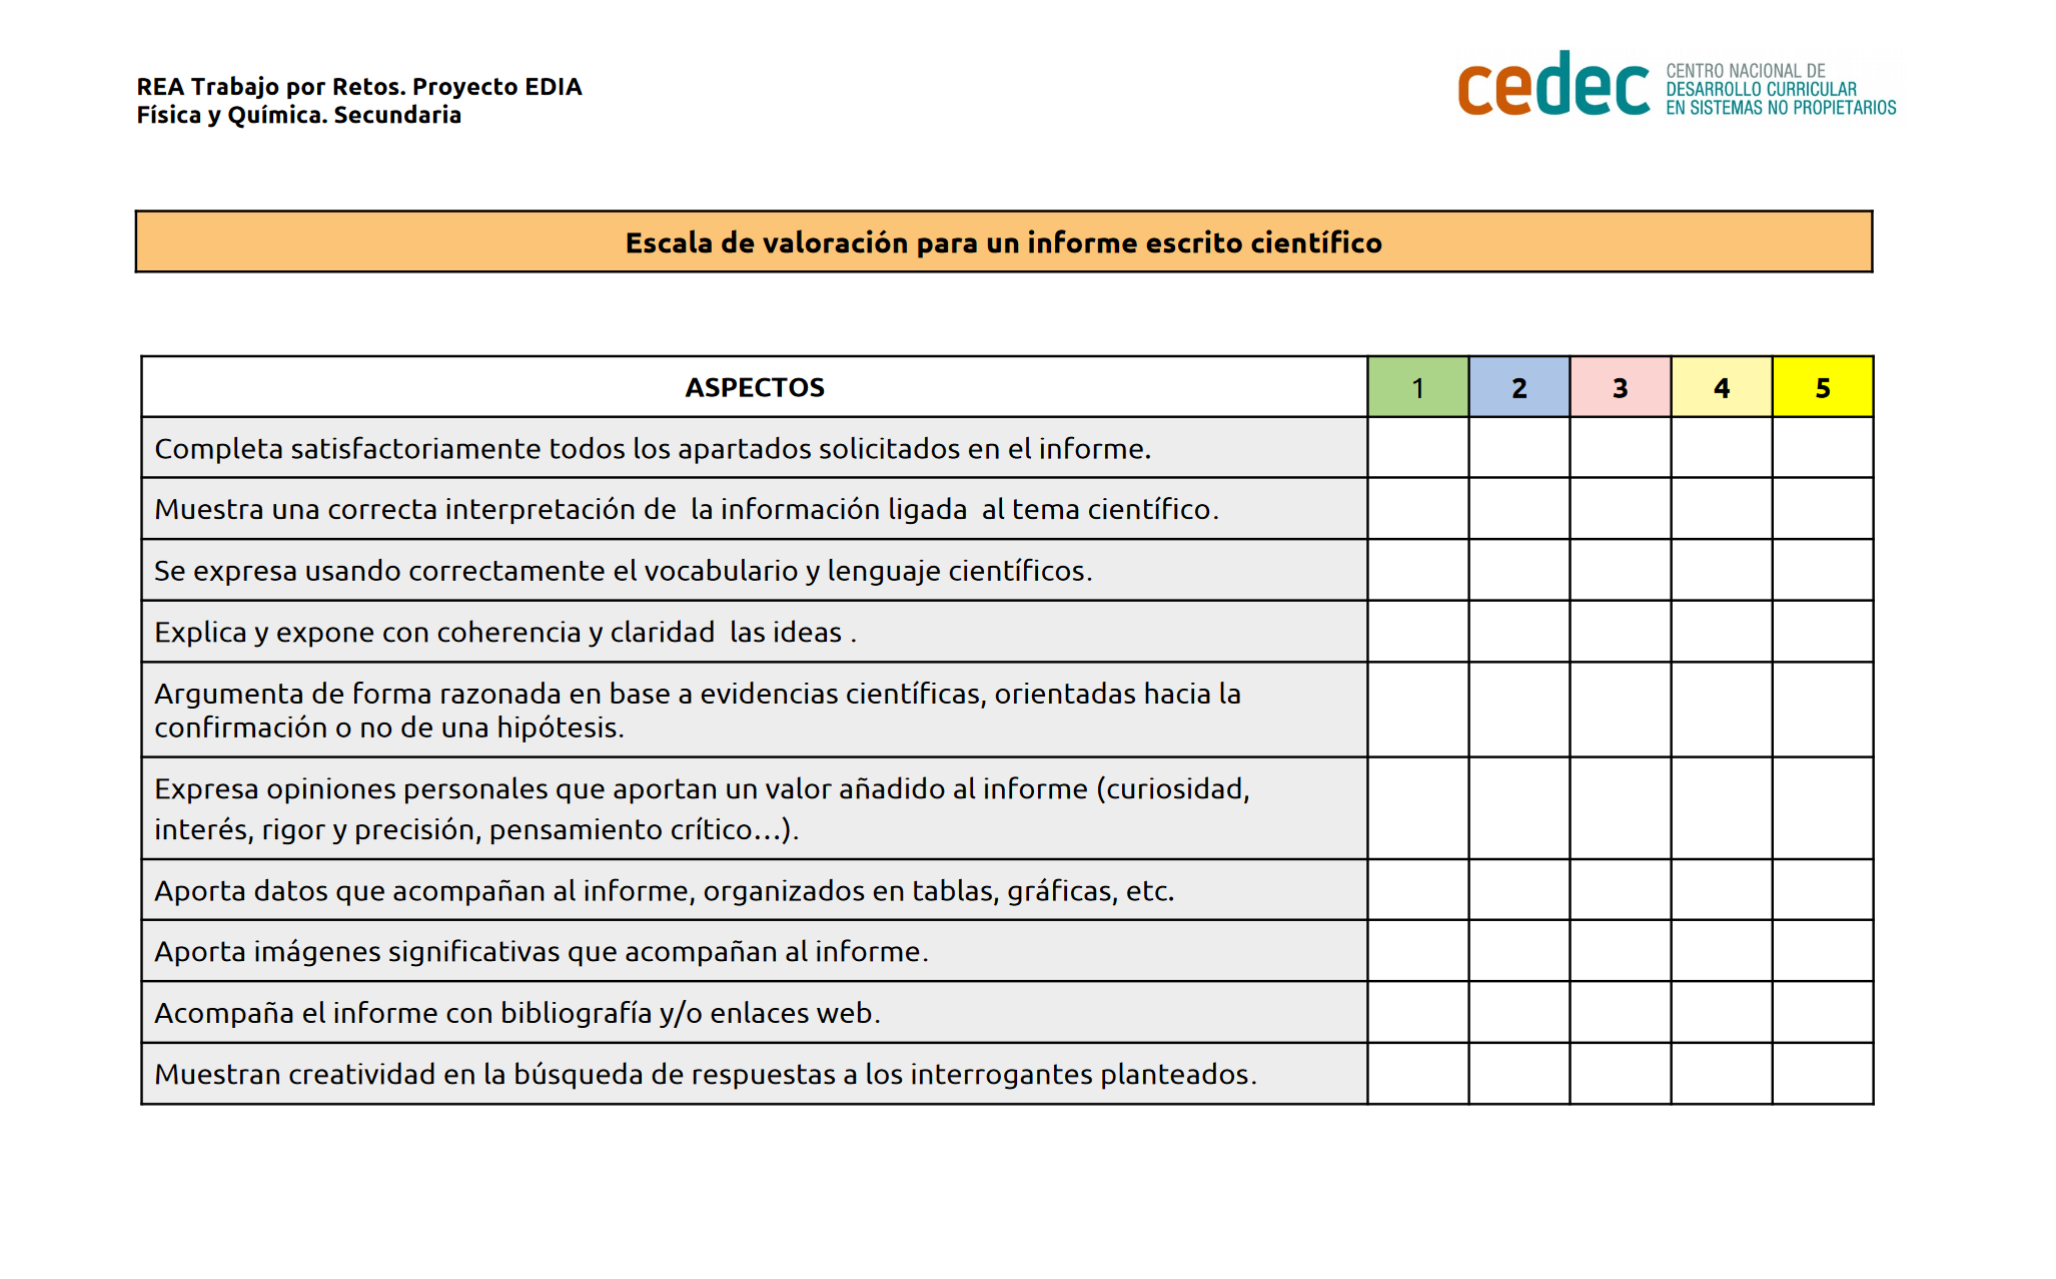 REA Trabajo por Retos. Proyecto EDIA
Física y Química. Secundaria
cedec
CENTRO NACIONAL DE
DESARROLLO CURRICULAR
EN SISTEMAS NO PROPIETARIOS
Escala de valoración para un informe escrito científico
ASPECTOS 1 2 3 4 5
Completa satisfactoriamente todos los apartados solicitados en el informe.
Muestra una correcta interpretación de  la información ligada  al tema científico.
Se expresa usando correctamente el vocabulario y lenguaje científicos.
Explica y expone con coherencia y claridad  las ideas .
Argumenta de forma razonada en base a evidencias científicas, orientadas hacia la
confirmación o no de una hipótesis.
Expresa opiniones personales que aportan un valor añadido al informe (curiosidad,
interés, rigor y precisión, pensamiento crítico…).
Aporta datos que acompañan al informe, organizados en tablas, gráficas, etc.
Aporta imágenes significativas que acompañan al informe.
Acompaña el informe con bibliografía y/o enlaces web.
Muestran creatividad en la búsqueda de respuestas a los interrogantes planteados.